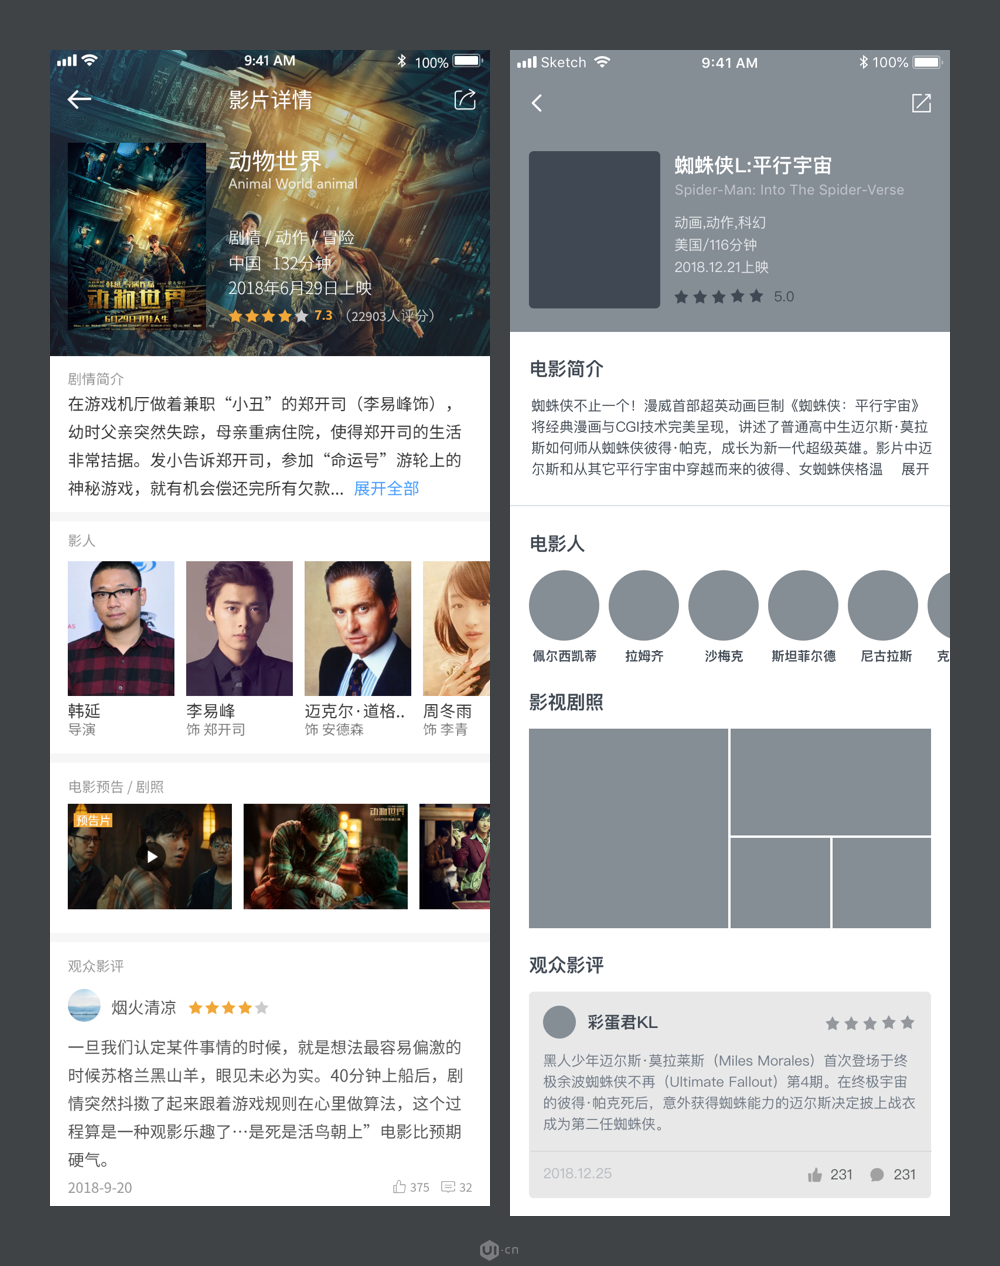 9:41 AM
100%
影片详情
动物世界
Animal World animal
剧情 / 动作 / 冒险
中国 132分钟
2018年6月29日上映
7.3 （22903人评分）
动物世界
剧情简介
在游戏机厅做着兼职“小丑”的郑开司（李易峰饰），
幼时父亲突然失踪，母亲重病住院，使得郑开司的生活
非常拮据。发小告诉郑开司，参加“命运号”游轮上的
神秘游戏，就有机会偿还完所有欠款... 展开全部
影人
韩延
导演
李易峰
饰 郑开司
迈克尔·道格..
饰 安德森
周冬雨
饰 李青
电影预告 / 剧照
预告片
动物世界
观众影评
烟火清凉
一旦我们认定某件事情的时候，就是想法最容易偏激的
时候苏格兰黑山羊，眼见未必为实。40分钟上船后，剧
情突然抖擞了起来跟着游戏规则在心里做算法，这个过
程算是一种观影乐趣了···是死是活鸟朝上”电影比预期
硬气。
2018-9-20
375
32
Sketch
9:41 AM
100%
蜘蛛侠L:平行宇宙
Spider-Man: Into The Spider-Verse
动画,动作,科幻
美国/116分钟
2018.12.21上映
5.0
电影简介
蜘蛛侠不止一个！漫威首部超英动画巨制《蜘蛛侠：平行宇宙》
将经典漫画与CGI技术完美呈现，讲述了普通高中生迈尔斯·莫拉
斯如何师从蜘蛛侠彼得·帕克，成长为新一代超级英雄。影片中迈
尔斯和从其它平行宇宙中穿越而来的彼得、女蜘蛛侠格温 展开
电影人
佩尔西凯蒂
拉姆齐
沙梅克
斯坦菲尔德
尼古拉斯
克
影视剧照
观众影评
彩蛋君KL
黑人少年迈尔斯·莫拉莱斯（Miles Morales）首次登场于终
极余波蜘蛛侠不再（Ultimate Fallout）第4期。在终极宇宙
的彼得·帕克死后，意外获得蜘蛛能力的迈尔斯决定披上战衣
成为第二任蜘蛛侠。
2018.12.25
231
231
UI·cn